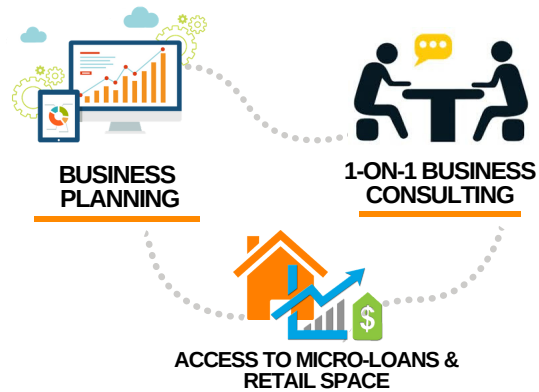 BUSINESS
PLANNING
1-ON-1 BUSINESS
CONSULTING
$
ACCESS TO MICRO-LOANS &
RETAIL SPACE